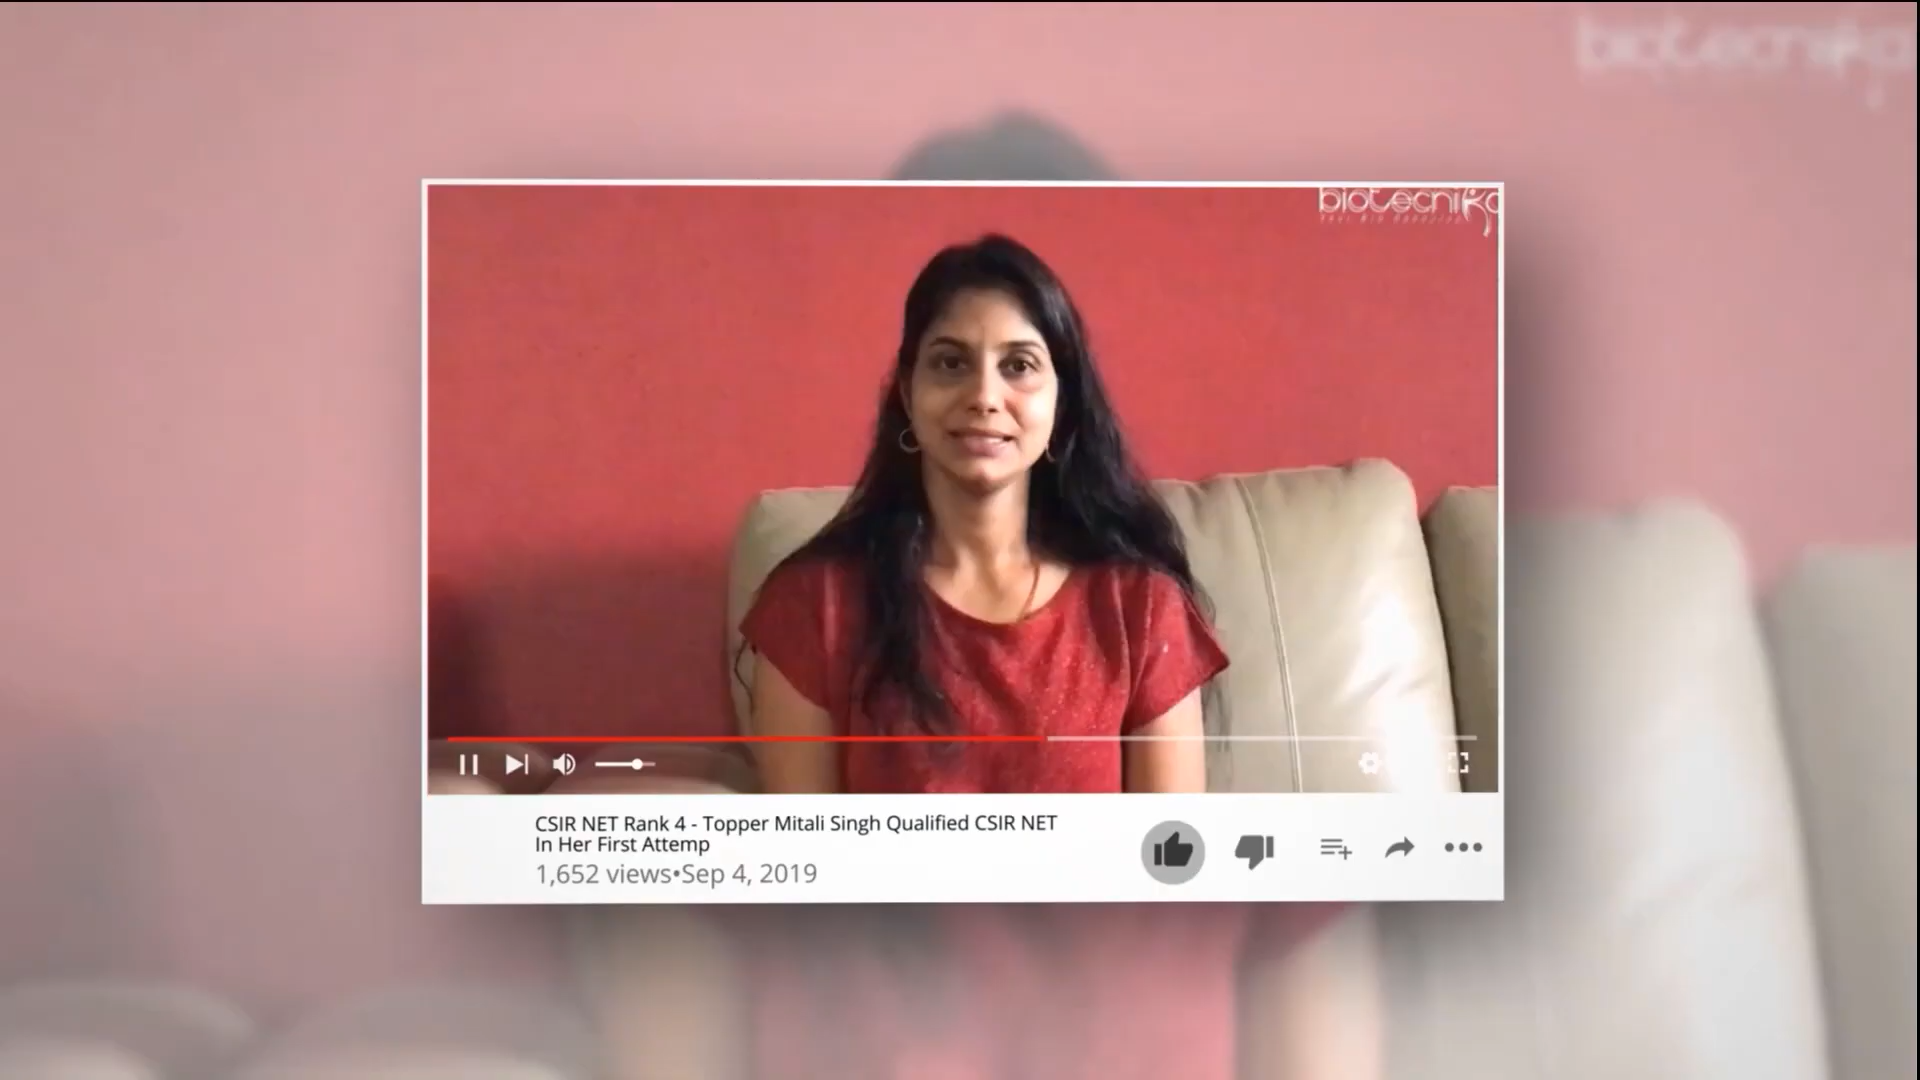 biotecnika
biotecnika
CSIR NET Rank 4 - Topper Mitali Singh Qualified CSIR NET
In Her First Attemp
1,652 views•Sep 4, 2019